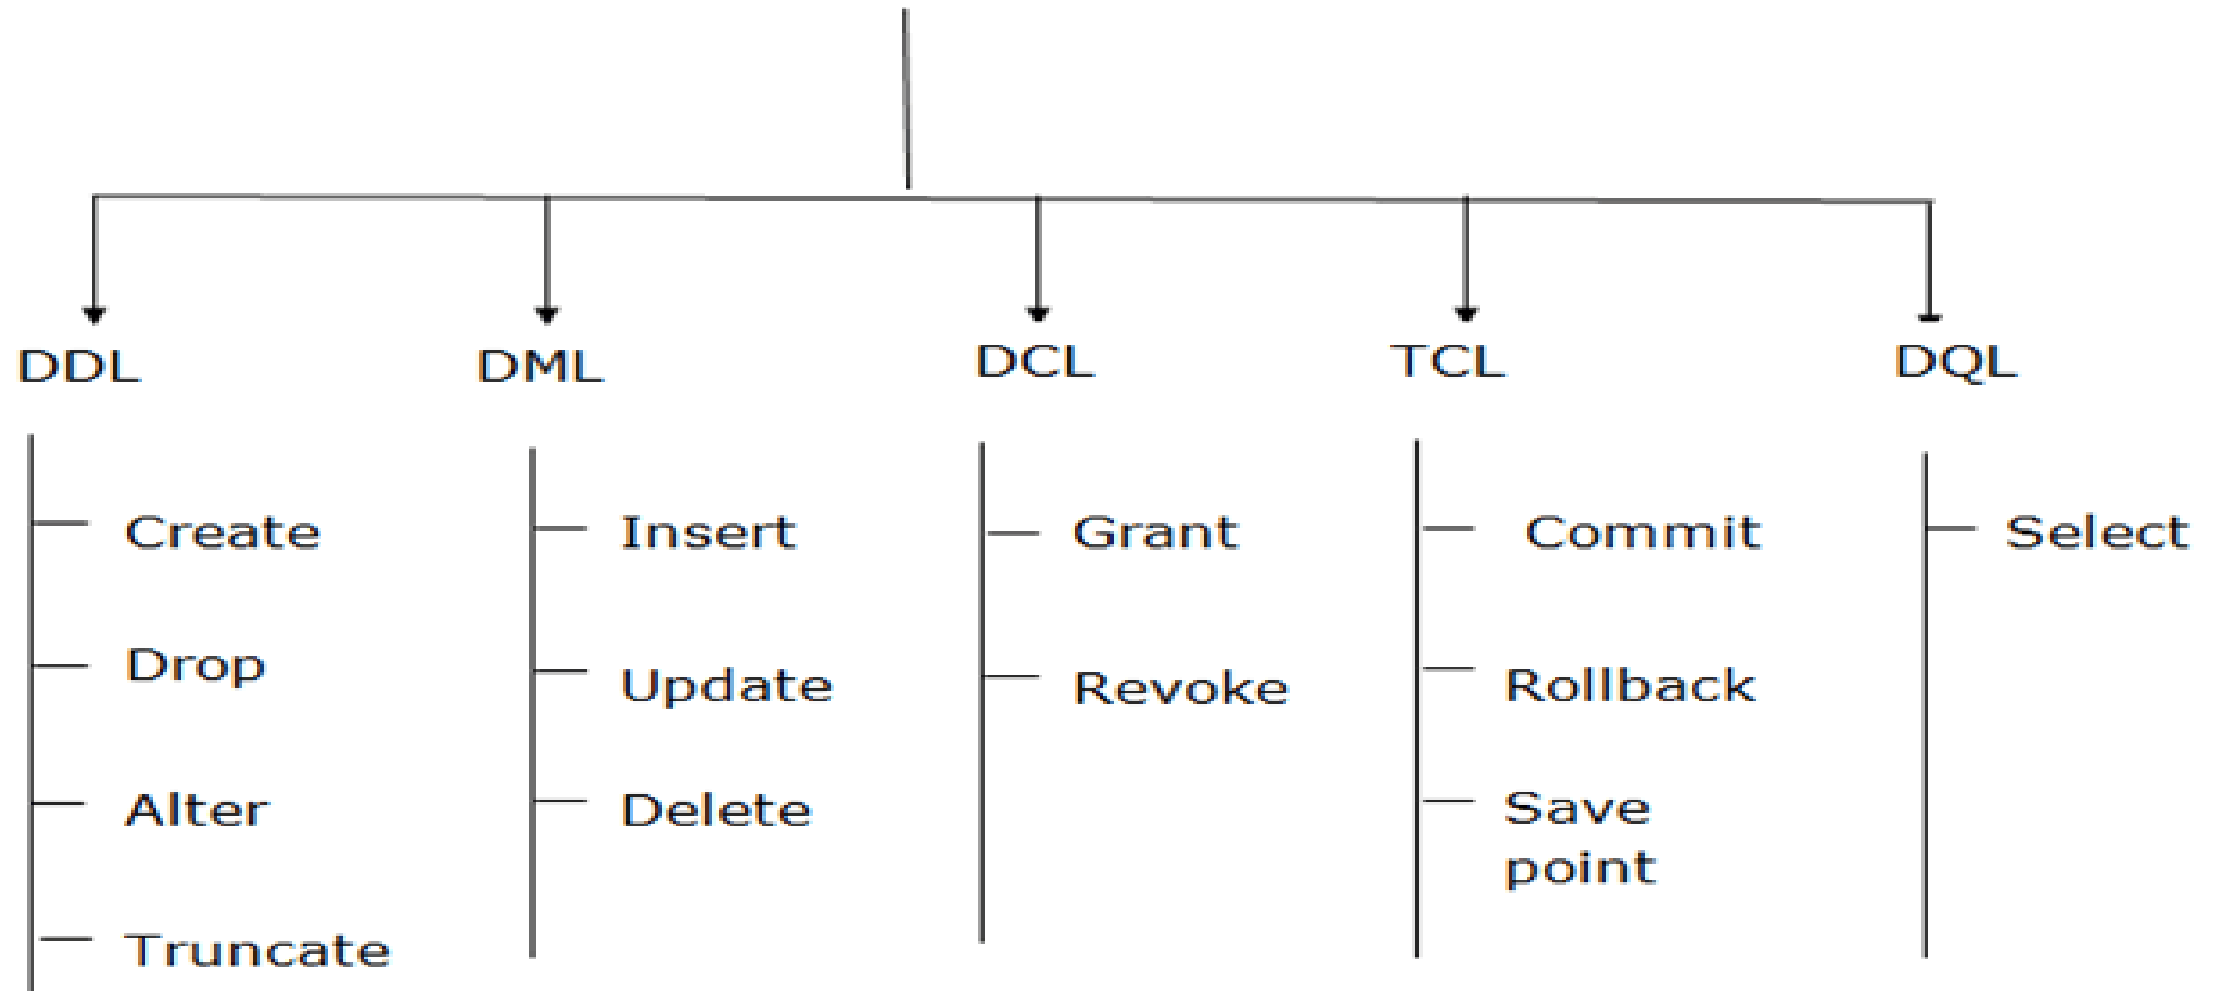 DDL
DML
DCL
TCL
DQL
Create
Drop
Alter
Truncate
Insert
Update
Delete
Grant
Revoke
Commit
Rollback
Save
point
Select